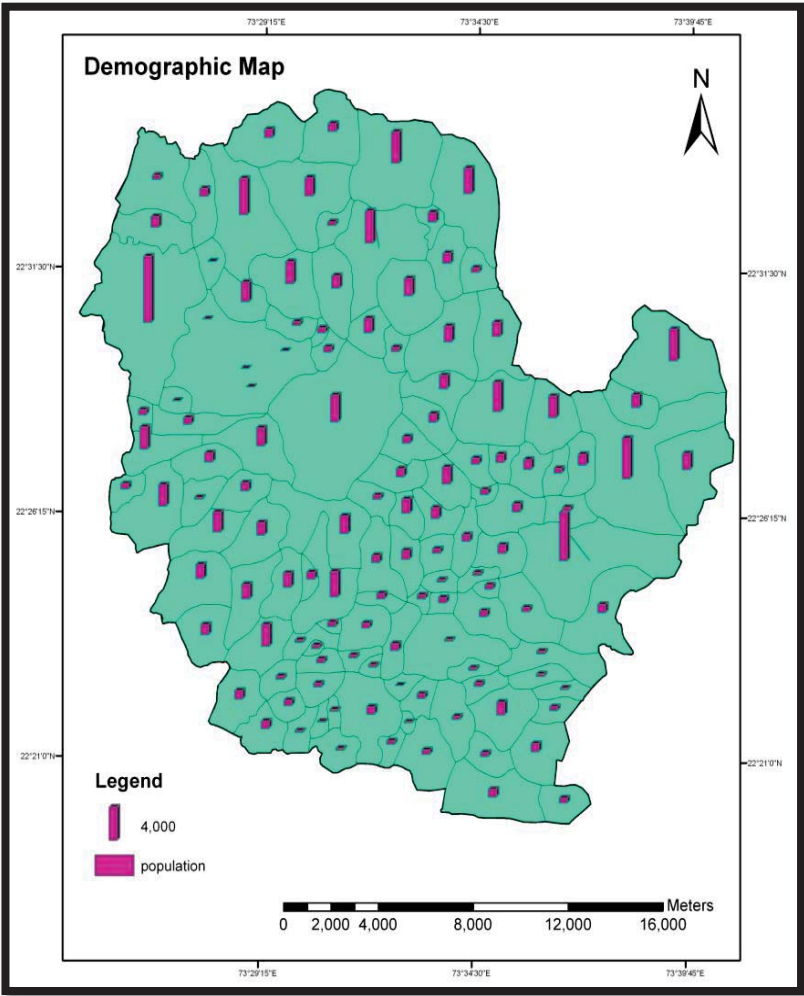 73°29'15"E 73°34'30"E 73°39'45"E
Demographic Map
N
22°31'30"N 22°31'30"N
22°26'15"N 22°26'15"N
22°21'0"N 22°21'0"N
Legend
4,000
population
Meters
0 2,000 4,000 8,000 12,000 16,000
73°29'15"E 73°34'30"E 73°39'45"E